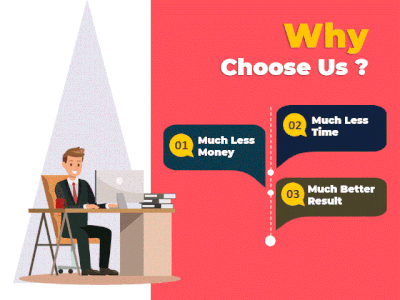 Why
Choose Us ?
01
Much Less
Money
02
Much Less
Time
03
Much Better
Result